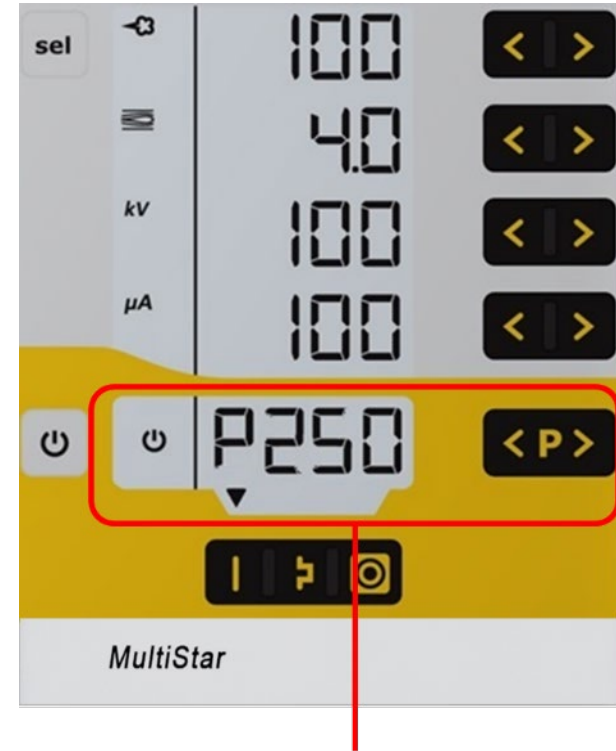 sel 100 < >
4.0 < >
kV 100 < >
µA 100 < >
P250 < P >
MultiStar